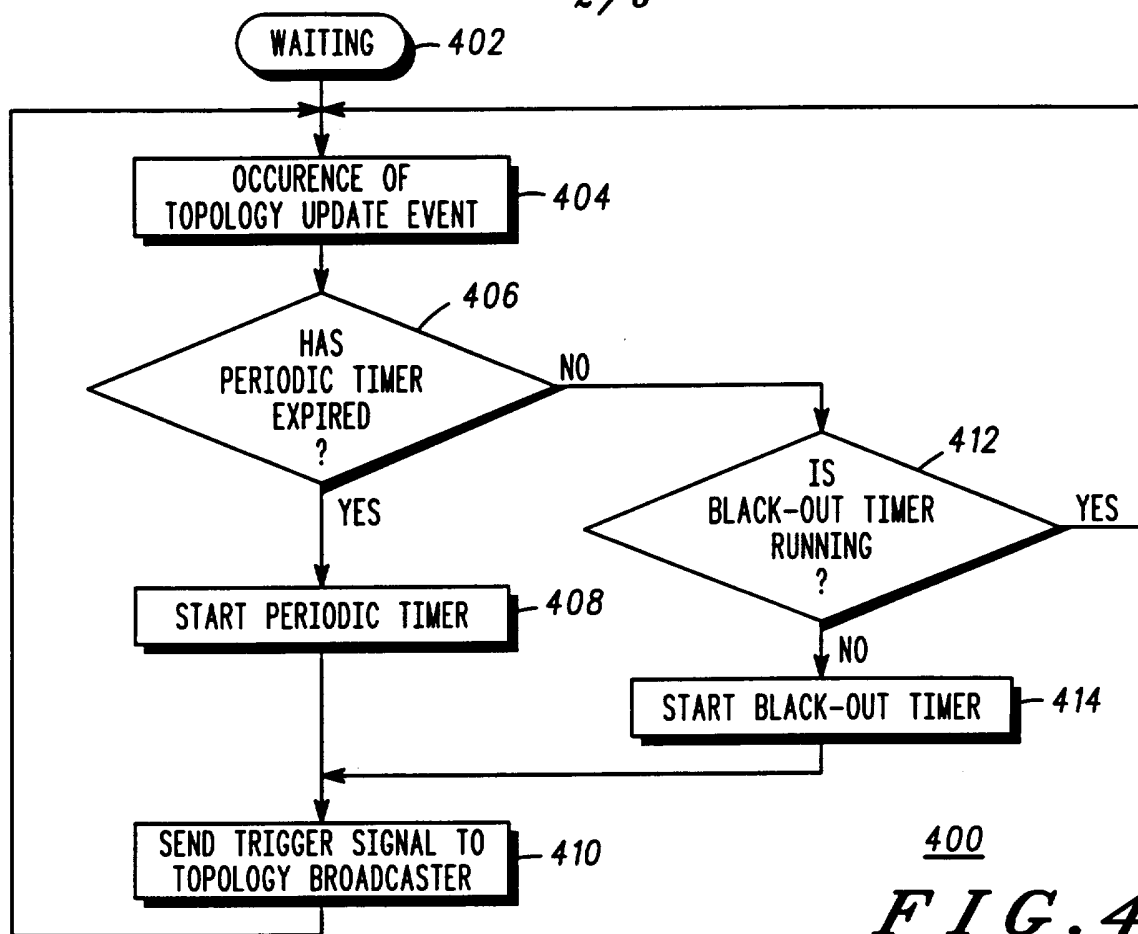 2/6
WAITING
402
OCCURENCE OF
TOPOLOGY UPDATE EVENT
404
406
HAS
PERIODIC TIMER
EXPIRED
?
NO
YES
412
IS
BLACK-OUT TIMER
RUNNING
?
YES
NO
START PERIODIC TIMER
408
START BLACK-OUT TIMER
414
SEND TRIGGER SIGNAL TO
TOPOLOGY BROADCASTER
410
400
FIG.4